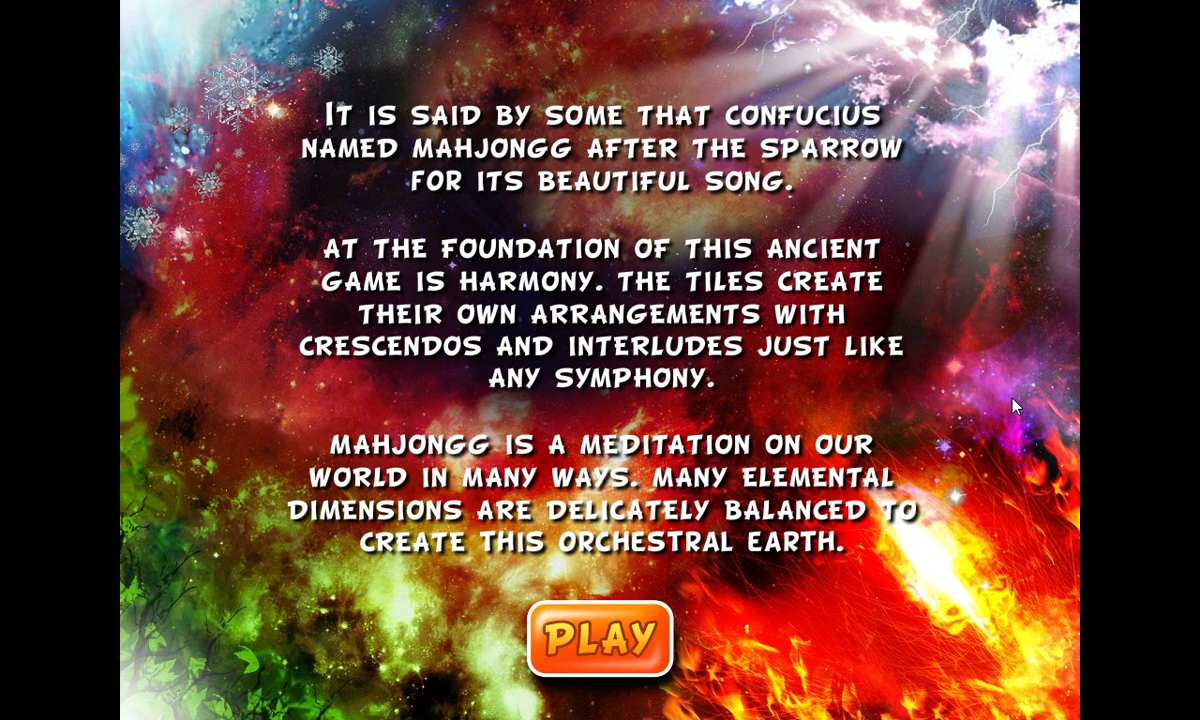 It is said by some that Confucius
named Mahjongg after the sparrow
for its beautiful song.
At the foundation of this ancient
game is harmony. The tiles create
their own arrangements with
crescendos and interludes just like
any symphony.
Mahjongg is a meditation on our
world in many ways. Many elemental
dimensions are delicately balanced to
create this orchestral Earth.
PLAY